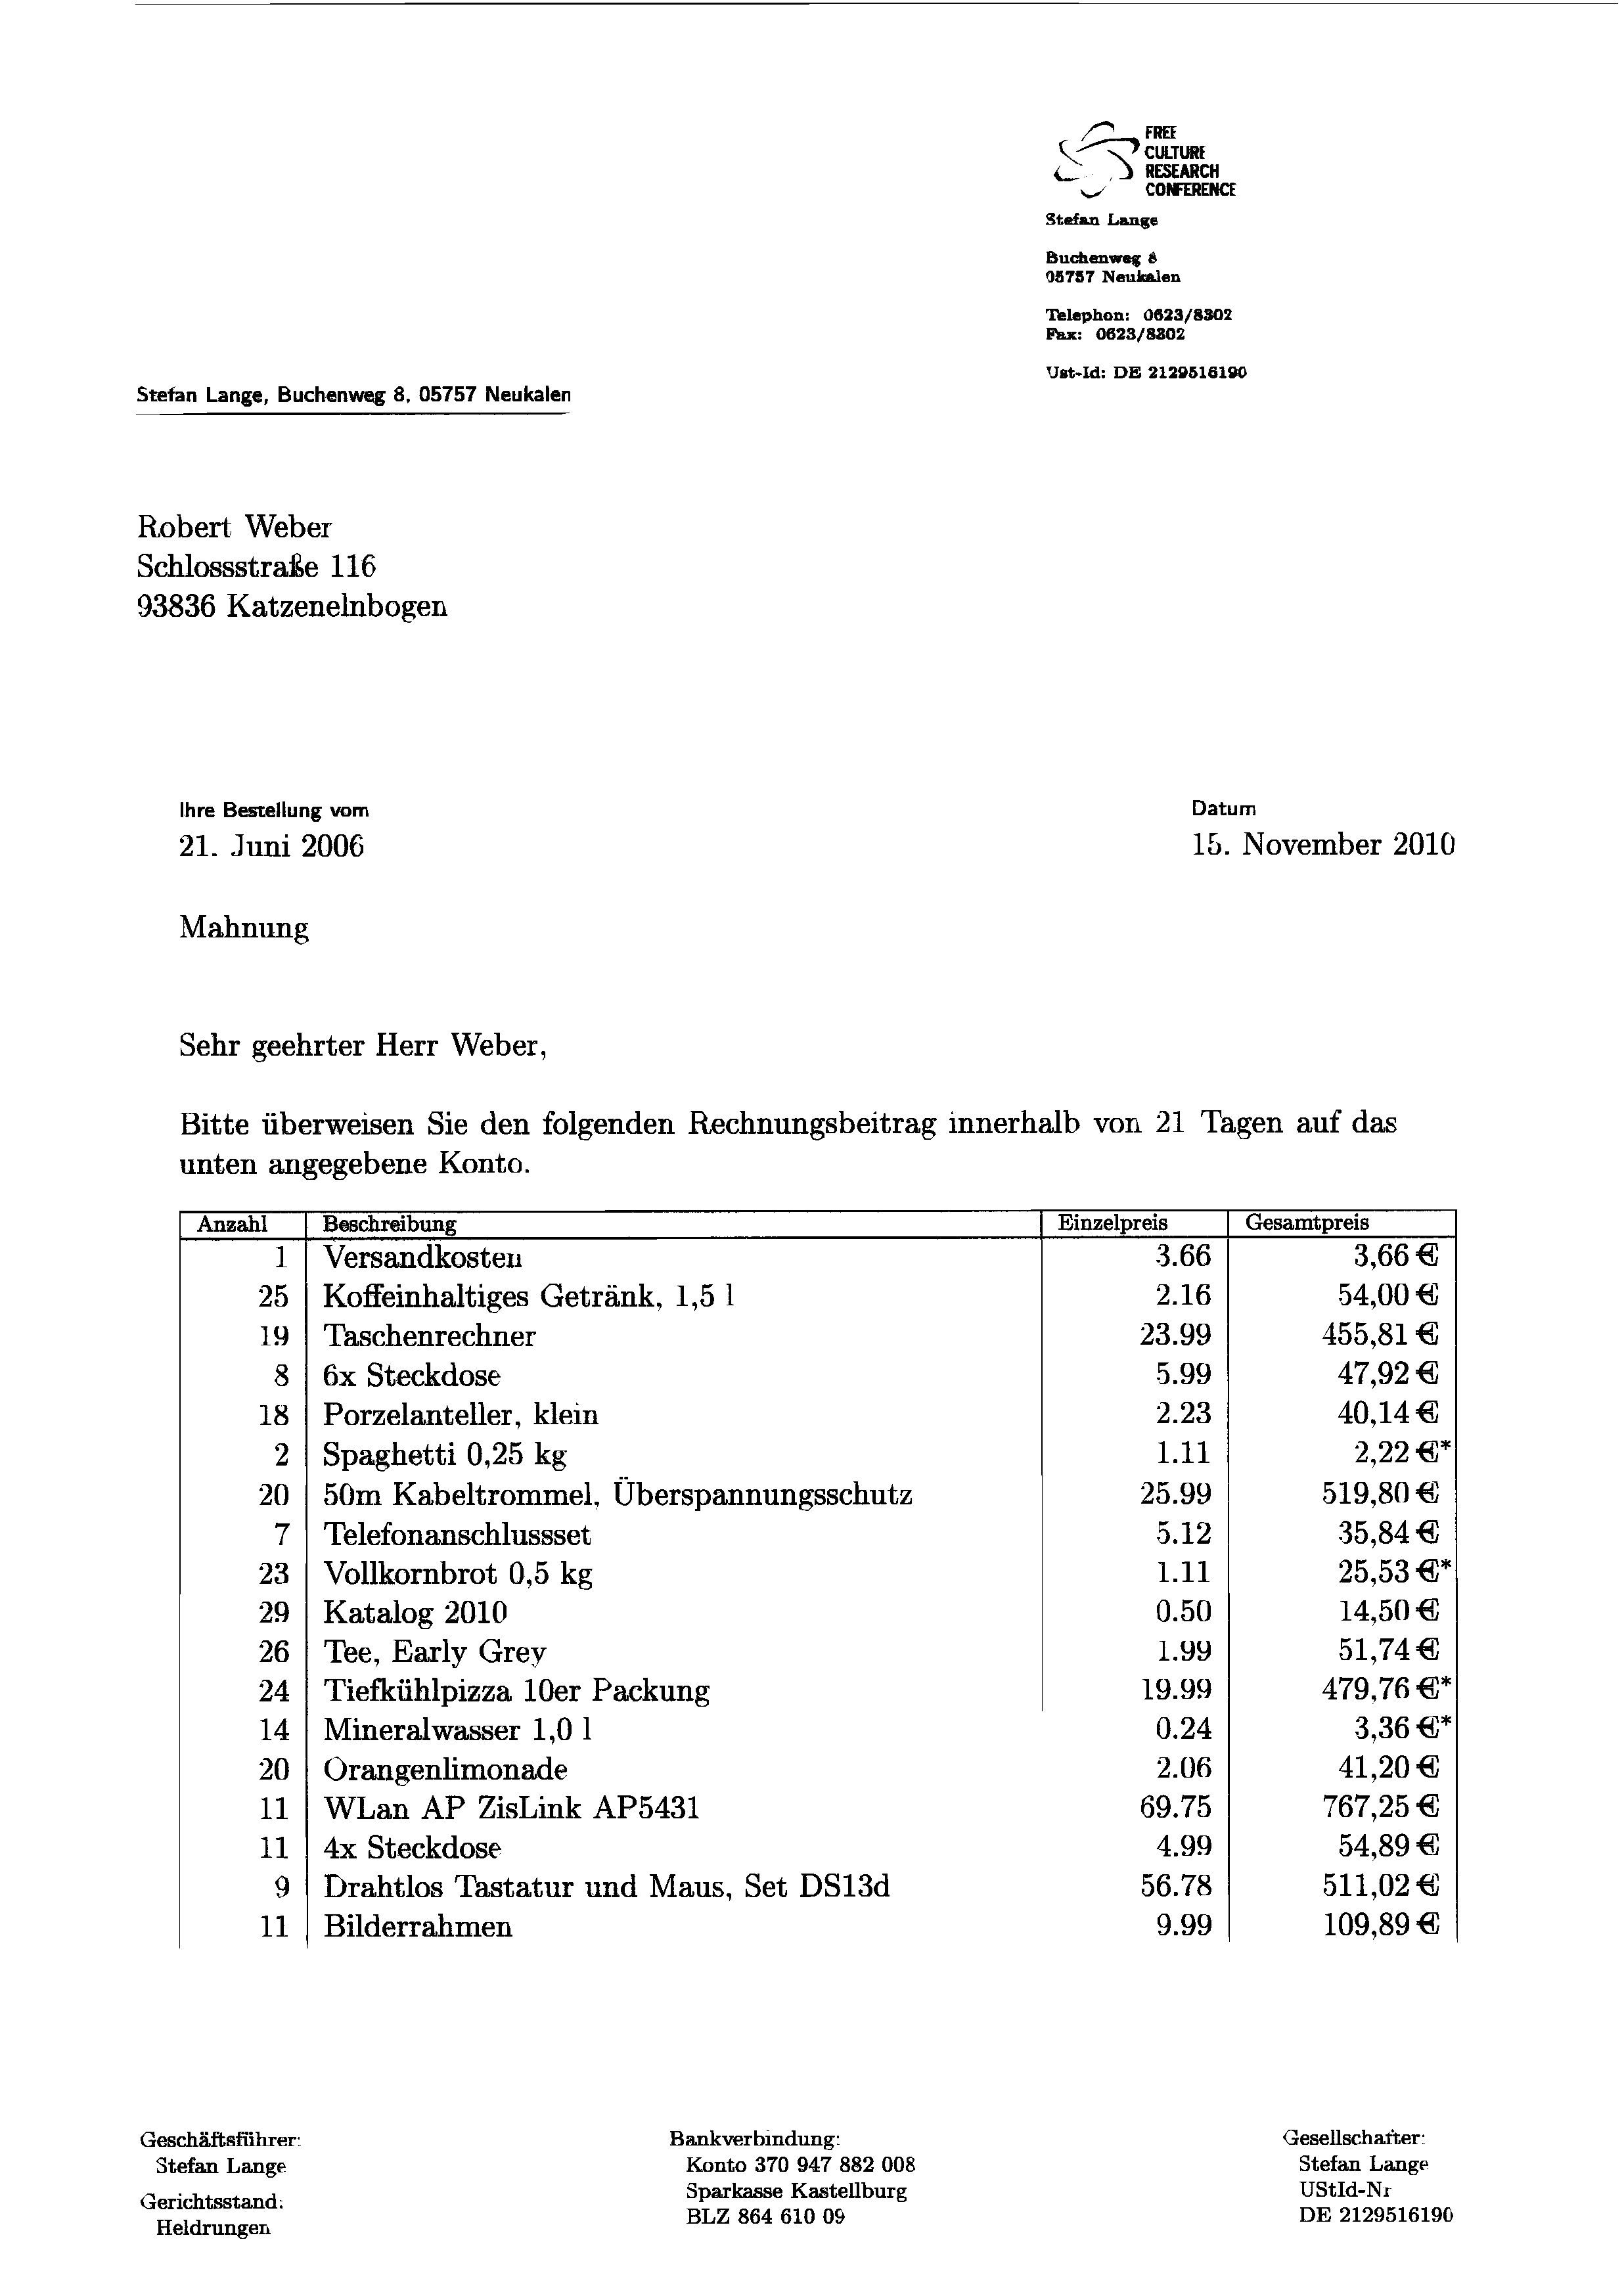 FREE
CULTURE
RESEARCH
CONFERENCE
Stefan Lange
Buchenweg 8
05757 Neukalen
Telephon: 0623/8302
Fax: 0623/8302
Ust-Id: DE 2129516190
Stefan Lange, Buchenweg 8, 05757 Neukalen
Robert Weber
Schlossstraße 116
93836 Katzenelnbogen
Ihre Bestellung vom
21. Juni 2006
Datum
15. November 2010
Mahnung
Sehr geehrter Herr Weber,
Bitte überweisen Sie den folgenden Rechnungsbeitrag innerhalb von 21 Tagen auf das
unten angegebene Konto.
Anzahl Beschreibung Einzelpreis Gesamtpreis
1 Versandkosten 3.66 3,66 €
25 Koffeinhaltiges Getränk, 1,5 l 2.16 54,00 €
19 Taschenrechner 23.99 455,81 €
8 6x Steckdose 5.99 47,92 €
18 Porzelanteller, klein 2.23 40,14 €
2 Spaghetti 0,25 kg 1.11 2,22 €*
20 50m Kabeltrommel, Überspannungsschutz 25.99 519,80 €
7 Telefonanschlussset 5.12 35,84 €
23 Vollkornbrot 0,5 kg 1.11 25,53 €*
29 Katalog 2010 0.50 14,50 €
26 Tee, Early Grey 1.99 51,74 €
24 Tiefkühlpizza 10er Packung 19.99 479,76 €*
14 Mineralwasser 1,0 l 0.24 3,36 €*
20 Orangenlimonade 2.06 41,20 €
11 WLan AP ZisLink AP5431 69.75 767,25 €
11 4x Steckdose 4.99 54,89 €
9 Drahtlos Tastatur und Maus, Set DS13d 56.78 511,02 €
11 Bilderrahmen 9.99 109,89 €
Geschäftsführer:
Stefan Lange
Gerichtsstand:
Heldrungen
Bankverbindung:
Konto 370 947 882 008
Sparkasse Kastellburg
BLZ 864 610 09
Gesellschafter:
Stefan Lange
UStId-Nr
DE 2129516190